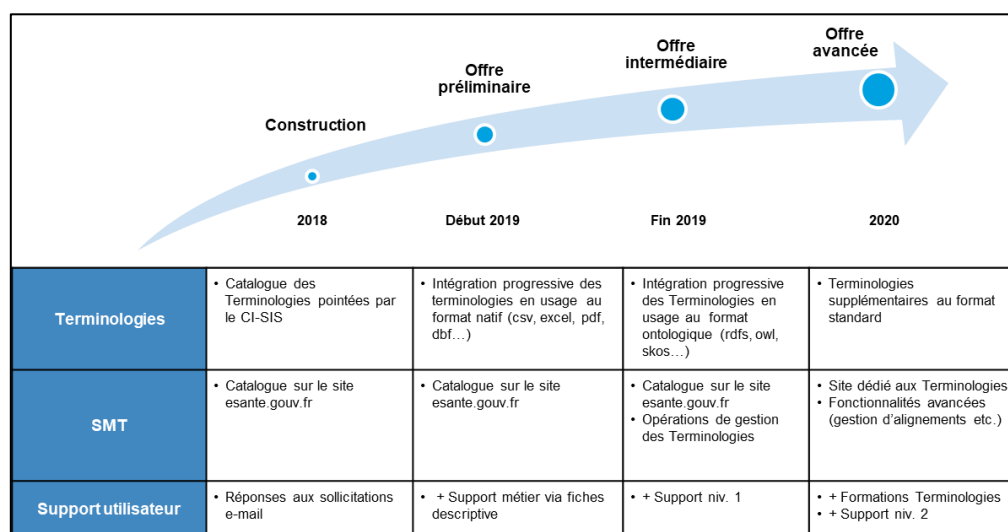 Offre
avancée
Offre
intermédiaire
Offre
préliminaire
Construction
2018
Début 2019
Fin 2019
2020
Terminologies
• Catalogue des
Terminologies pointées par
le CI-SIS
• Intégration progressive des
terminologies en usage au
format natif (csv, excel, pdf,
dbf…)
• Intégration progressive
des Terminologies en
usage au format
ontologique (rdfs, owl,
skos…)
• Terminologies
supplémentaires au format
standard
SMT
• Catalogue sur le site
esante.gouv.fr
• Catalogue sur le site
esante.gouv.fr
• Catalogue sur le site
esante.gouv.fr
• Opérations de gestion
des Terminologies
• Site dédié aux Terminologies
• Fonctionnalités avancées
(gestion d'alignements etc.)
Support utilisateur
• Réponses aux sollicitations
e-mail
• + Support métier via fiches
descriptive
• + Support niv. 1
• + Formations Terminologies
• + Support niv. 2